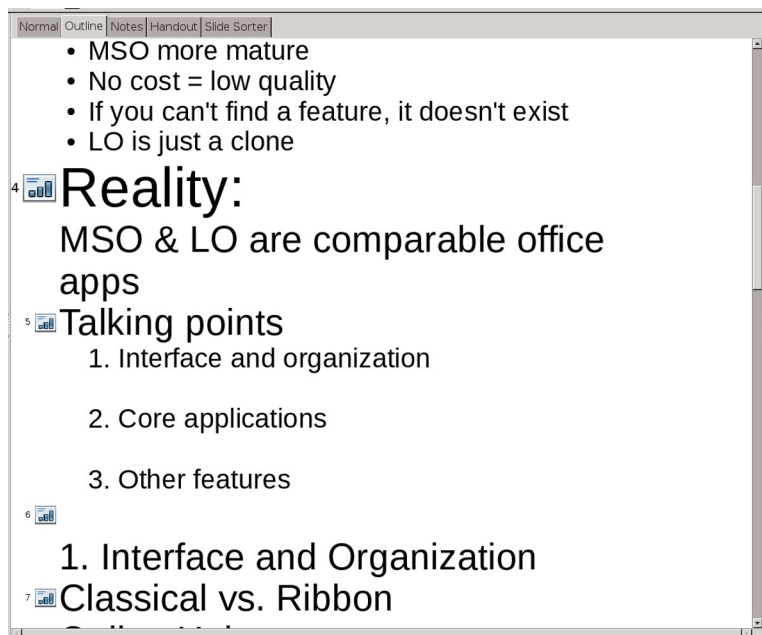 Normal Outline Notes Handout Slide Sorter
• MSO more mature
• No cost = low quality
• If you can't find a feature, it doesn't exist
• LO is just a clone
4 Reality:
MSO & LO are comparable office
apps
5 Talking points
1. Interface and organization
2. Core applications
3. Other features
6
1. Interface and Organization
7 Classical vs. Ribbon